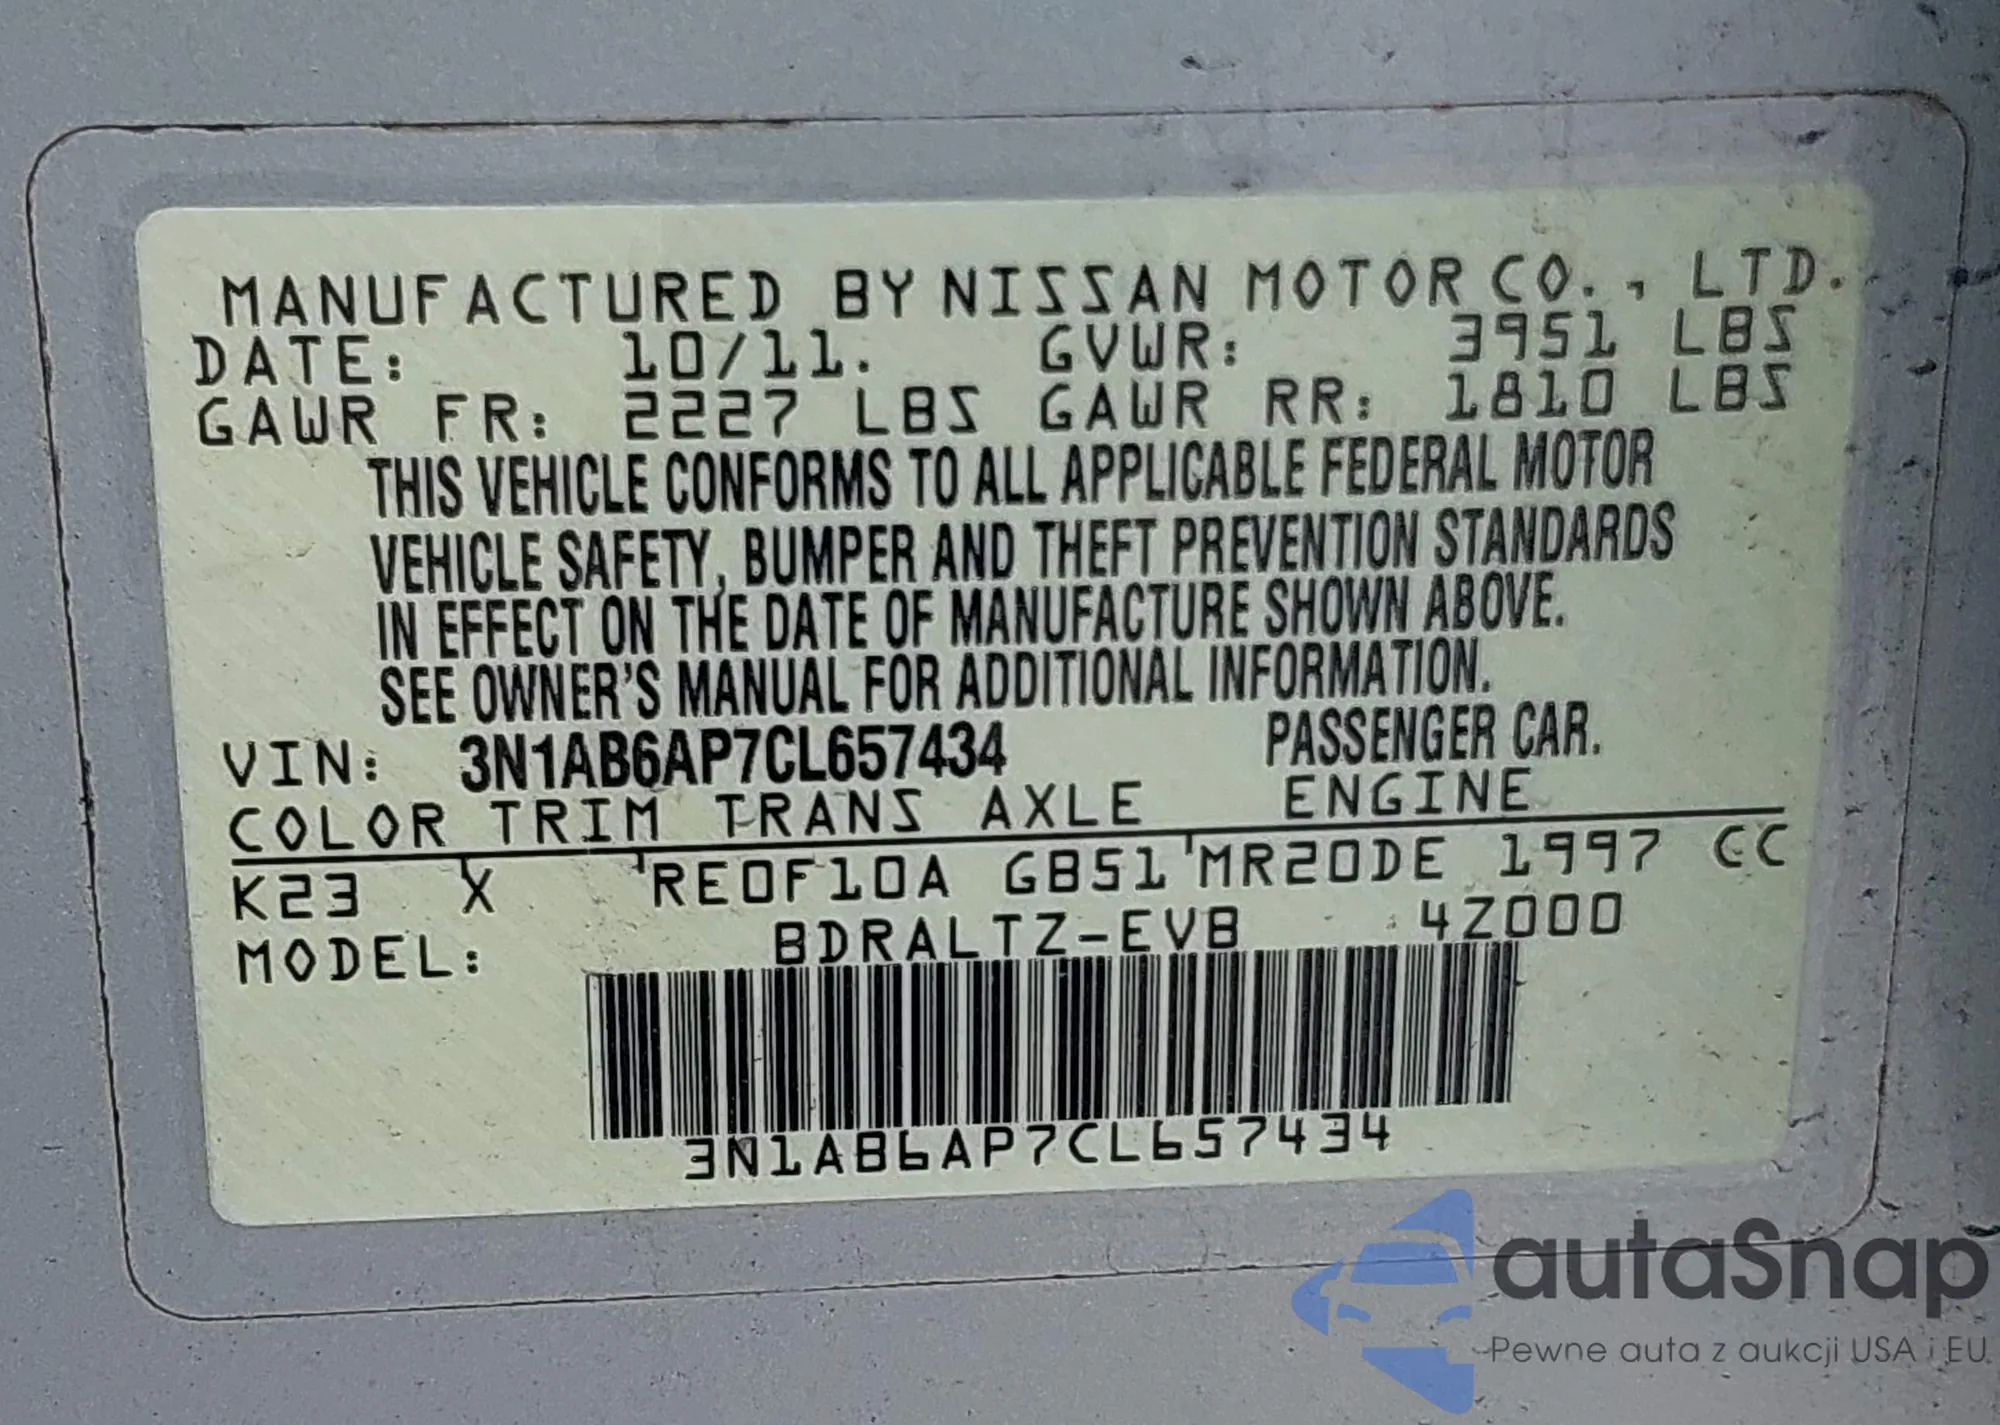 MANUFACTURED BY NISSAN MOTOR CO., LTD.
DATE: 10/11. GVWR: 3951 LBS
GAWR FR: 2227 LBS GAWR RR: 1810 LBS
THIS VEHICLE CONFORMS TO ALL APPLICABLE FEDERAL MOTOR
VEHICLE SAFETY, BUMPER AND THEFT PREVENTION STANDARDS
IN EFFECT ON THE DATE OF MANUFACTURE SHOWN ABOVE.
SEE OWNER'S MANUAL FOR ADDITIONAL INFORMATION.
VIN: 3N1AB6AP7CL657434 PASSENGER CAR.
COLOR TRIM TRANS AXLE ENGINE
K23 X RE0F10A GB51 MR20DE 1997 CC
MODEL: BDRALTZ-EVB 4Z000
3N1AB6AP7CL657434
autaSnap
Pewne auta z aukcji USA i EU